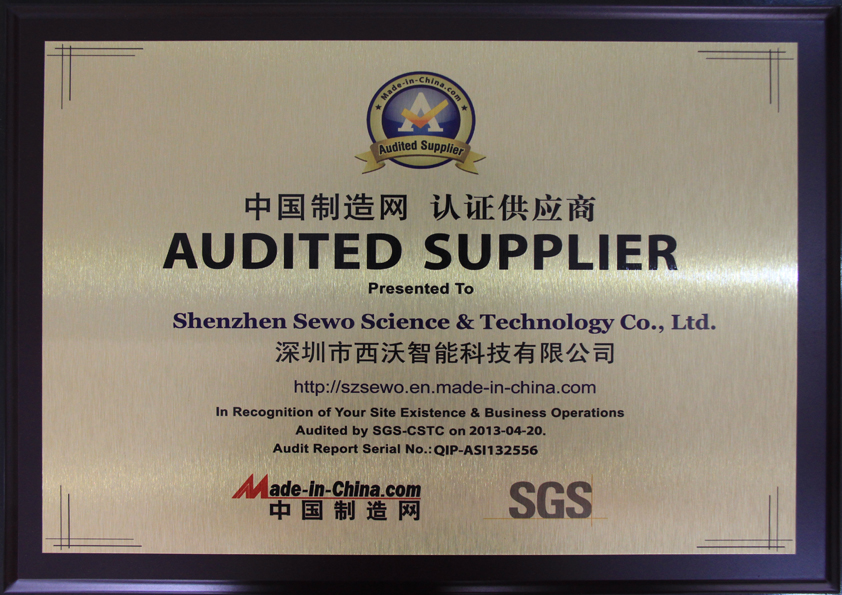 Made-in-China.com
A
Audited Supplier
中国制造网 认证供应商
AUDITED SUPPLIER
Presented To
Shenzhen Sewo Science & Technology Co., Ltd.
深圳市西沃智能科技有限公司
http://szsewo.en.made-in-china.com
In Recognition of Your Site Existence & Business Operations
Audited by SGS-CSTC on 2013-04-20.
Audit Report Serial No.: QIP-ASI132556
Made-in-China.com
中国制造网
SGS